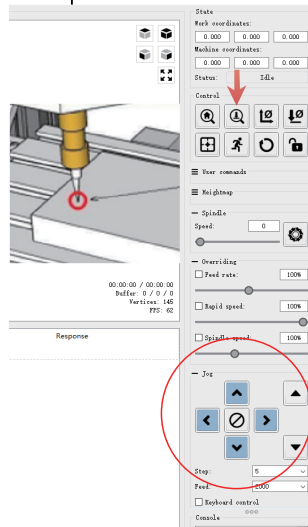 State
Work coordinates:
0.000 0.000 0.000
Machine coordinates:
0.000 0.000 0.000
Status: Idle
Control
User commands
Heightmap
Spindle
Speed: 0
Overriding
Feed rate: 100%
00:00:00 / 00:00:00
Buffer: 0 / 0 / 0
Vertices: 145
FPS: 62
Rapid speed: 100%
Response
Spindle speed: 100%
Jog
Step: 5
Feed: 2000
Keyboard control
Console